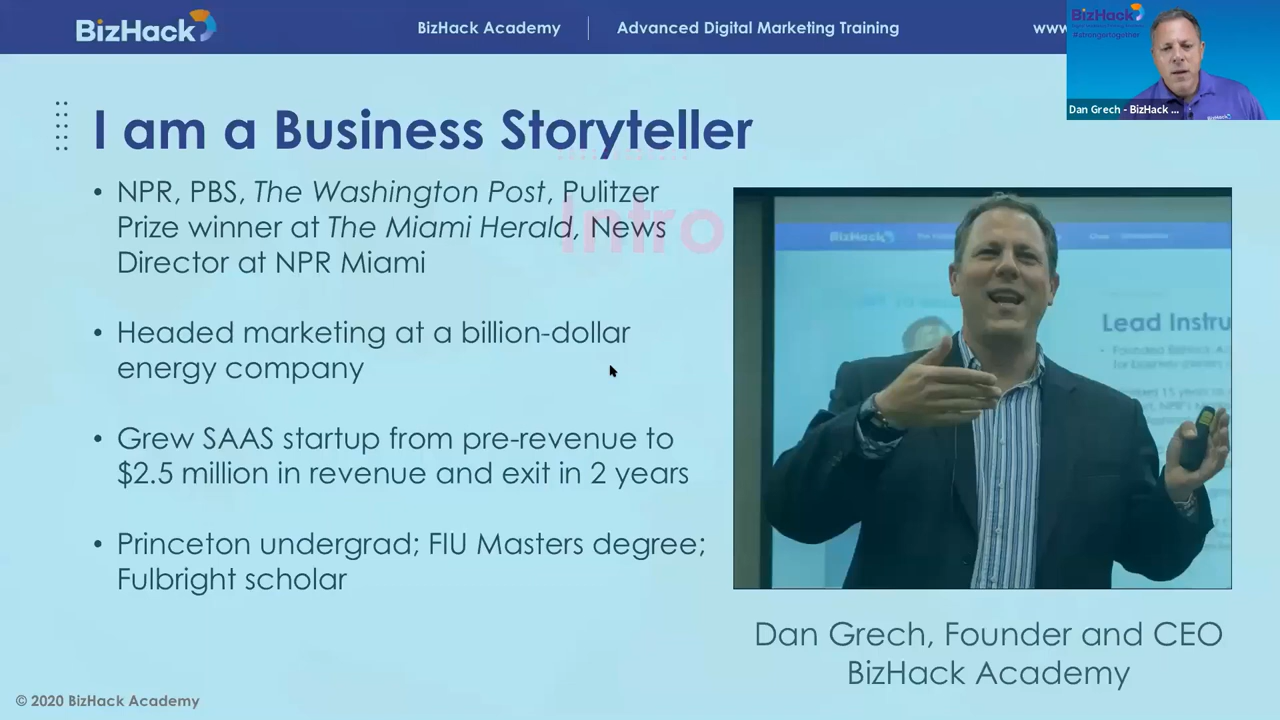 BizHack
BizHack Academy
Advanced Digital Marketing Training
www
BizHack
#strongertogether
Dan Grech - BizHack ...
I am a Business Storyteller
Intro
• NPR, PBS, The Washington Post, Pulitzer
Prize winner at The Miami Herald, News
Director at NPR Miami
• Headed marketing at a billion-dollar
energy company
• Grew SAAS startup from pre-revenue to
$2.5 million in revenue and exit in 2 years
• Princeton undergrad; FIU Masters degree;
Fulbright scholar
BizHack
Lead Instru
Dan Grech, Founder and CEO
BizHack Academy
© 2020 BizHack Academy